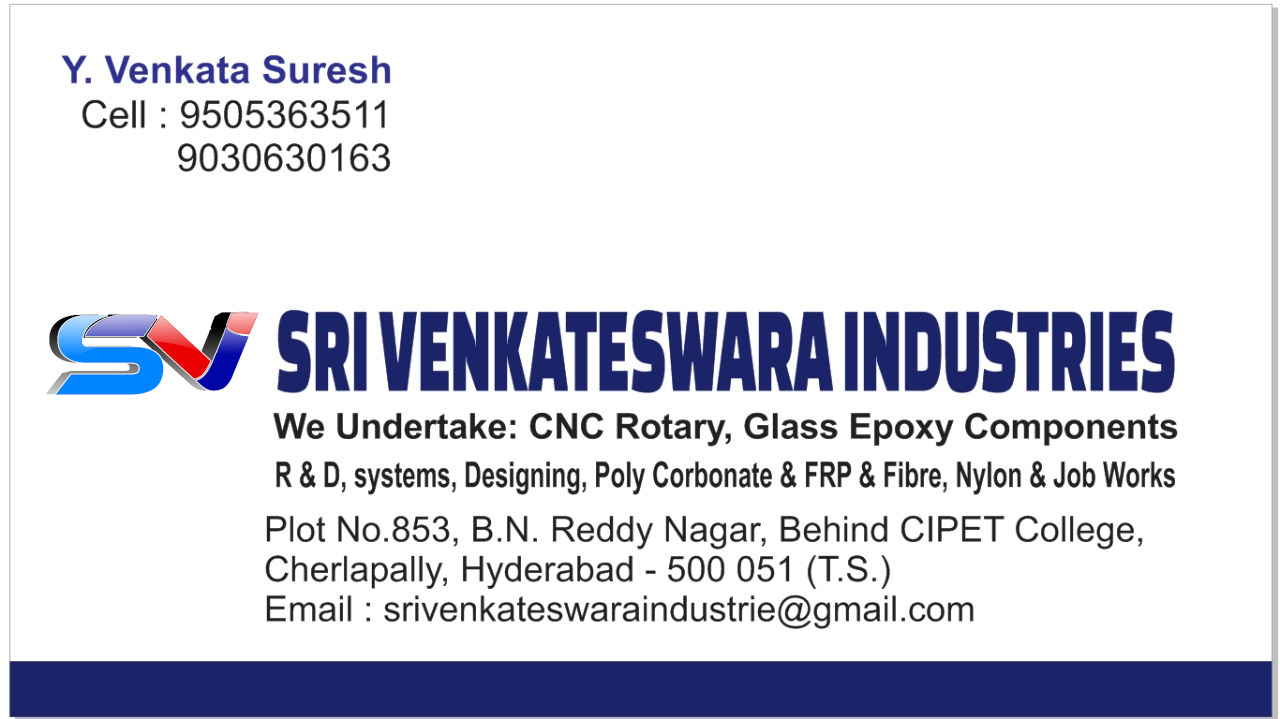 Y. Venkata Suresh
Cell : 9505363511
9030630163
SVI
SRI VENKATESWARA INDUSTRIES
We Undertake: CNC Rotary, Glass Epoxy Components
R & D, systems, Designing, Poly Corbonate & FRP & Fibre, Nylon & Job Works
Plot No.853, B.N. Reddy Nagar, Behind CIPET College,
Cherlapally, Hyderabad - 500 051 (T.S.)
Email : srivenkateswaraindustrie@gmail.com